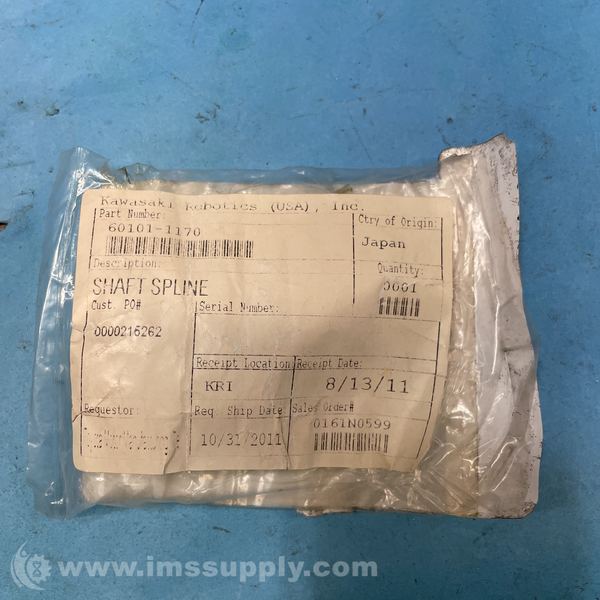 Kawasaki Robotics (USA), Inc.
Part Number:
60101-1170
Ctry of Origin:
Japan
Description:
SHAFT SPLINE
Quantity:
0001
Cust. PO#
0000215262
Serial Number:
Receipt Location
KRI
Receipt Date:
8/13/11
Requestor:
Req. Ship Date
10/31/2011
Sales Order#
0161N0599
www.imssupply.com